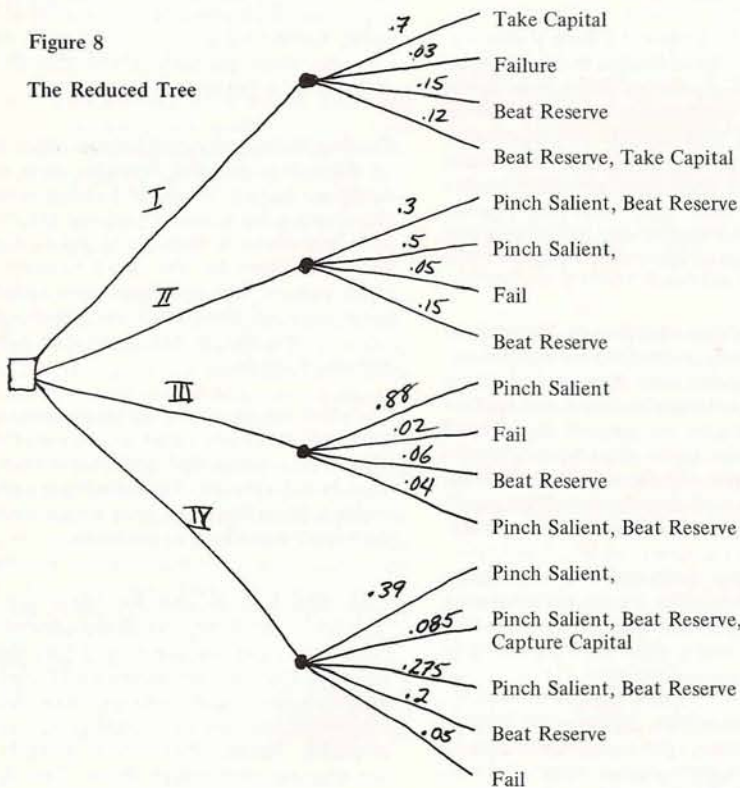 Figure 8
The Reduced Tree
I
.7
Take Capital
.03
Failure
.15
Beat Reserve
.12
Beat Reserve, Take Capital
II
.3
Pinch Salient, Beat Reserve
.5
Pinch Salient,
.05
Fail
.15
Beat Reserve
III
.88
Pinch Salient
.02
Fail
.06
Beat Reserve
.04
Pinch Salient, Beat Reserve
IV
.39
Pinch Salient,
.085
Pinch Salient, Beat Reserve,
Capture Capital
.275
Pinch Salient, Beat Reserve
.2
Beat Reserve
.05
Fail